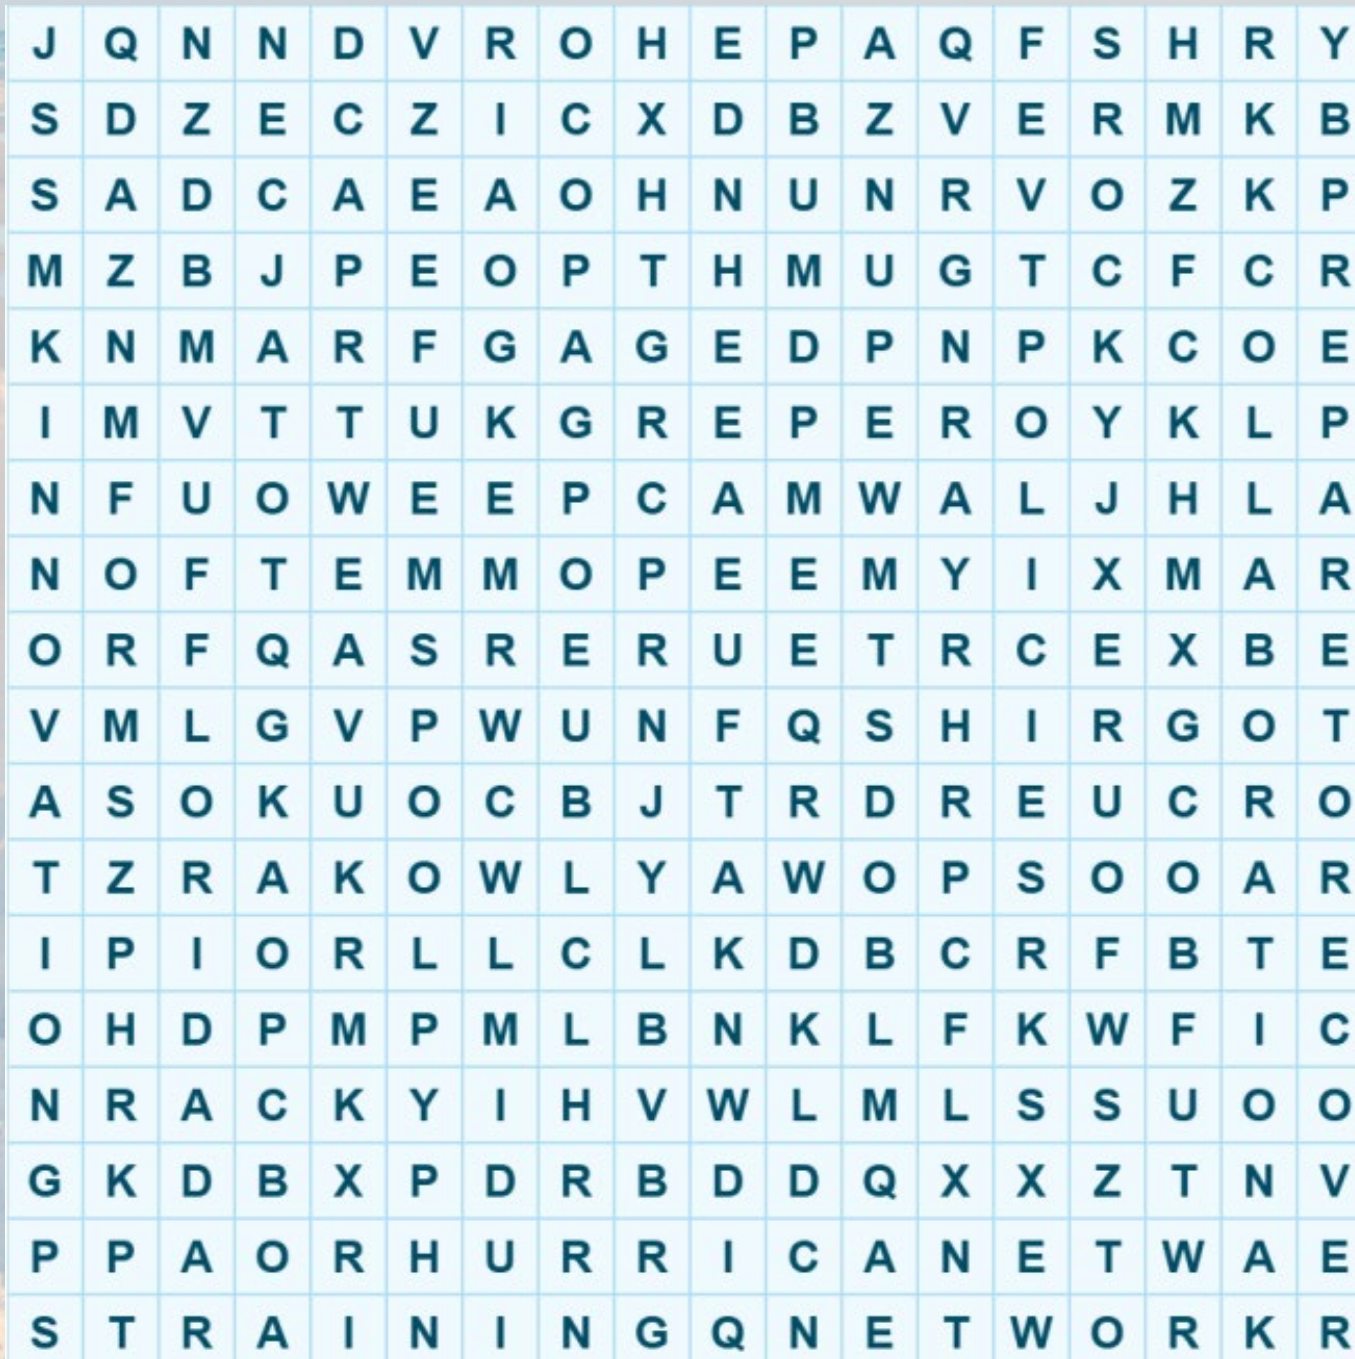 J Q N N D V R O H E P A Q F S H R Y
S D Z E C Z I C X D B Z V E R M K B
S A D C A E A O H N U N R V O Z K P
M Z B J P E O P T H M U G T C F C R
K N M A R F G A G E D P N P K C O E
I M V T T U K G R E P E R O Y K L P
N F U O W E E P C A M W A L J H L A
N O F T E M M O P E E M Y I X M A R
O R F Q A S R E R U E T R C E X B E
V M L G V P W U N F Q S H I R G O T
A S O K U O C B J T R D R E U C R O
T Z R A K O W L Y A W O P S O O A R
I P I O R L L C L K D B C R F B T E
O H D P M P M L B N K L F K W F I C
N R A C K Y I H V W L M L S S U O O
G K D B X P D R B D D Q X X Z T N V
P P A O R H U R R I C A N E T W A E
S T R A I N I N G Q N E T W O R K R